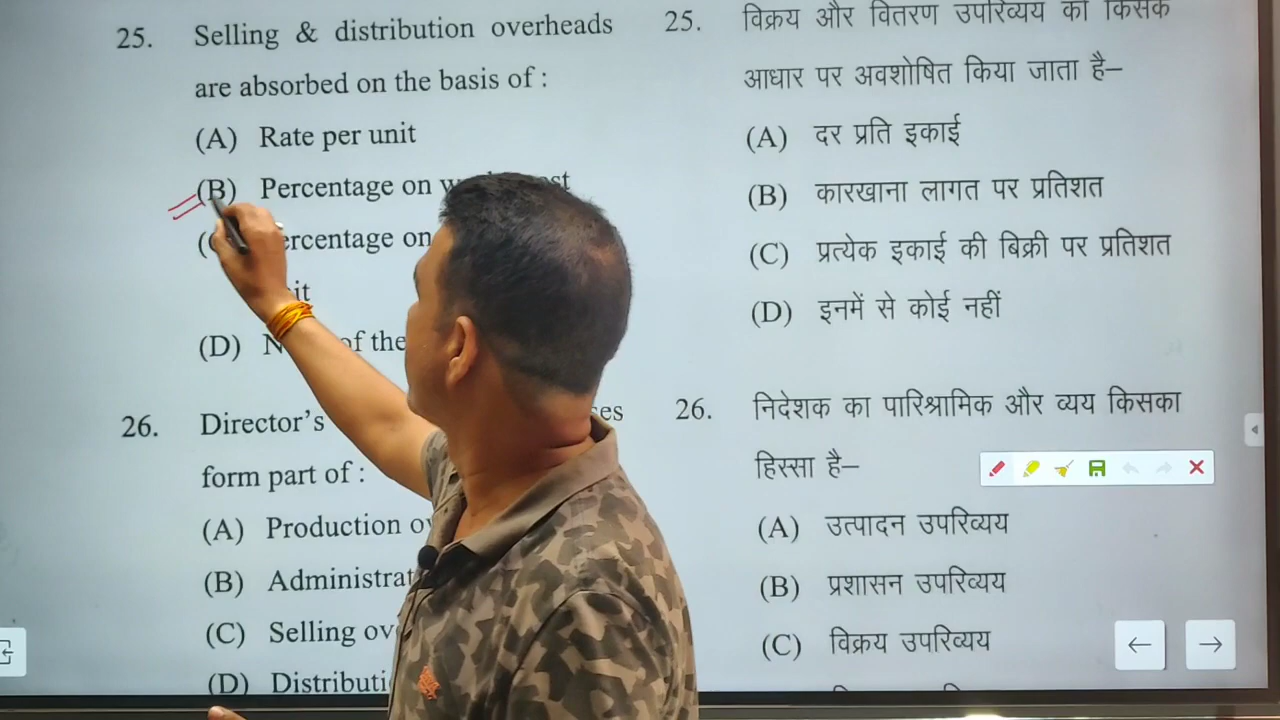 25. Selling & distribution overheads
are absorbed on the basis of :
(A) Rate per unit
(B) Percentage on
ercentage on
it
(D) of the
26. Director's
form part of :
(A) Production
(B)
(C) Selling
(D)
25. विक्रय और वितरण उपरिव्यय को किसके
आधार पर अवशोषित किया जाता है–
(A) दर प्रति इकाई
(B) कारखाना लागत पर प्रतिशत
(C) प्रत्येक इकाई की बिक्री पर प्रतिशत
(D) इनमें से कोई नहीं
26. निदेशक का पारिश्रामिक और व्यय किसका
हिस्सा है–
(A) उत्पादन उपरिव्यय
(B) प्रशासन उपरिव्यय
(C) विक्रय उपरिव्यय